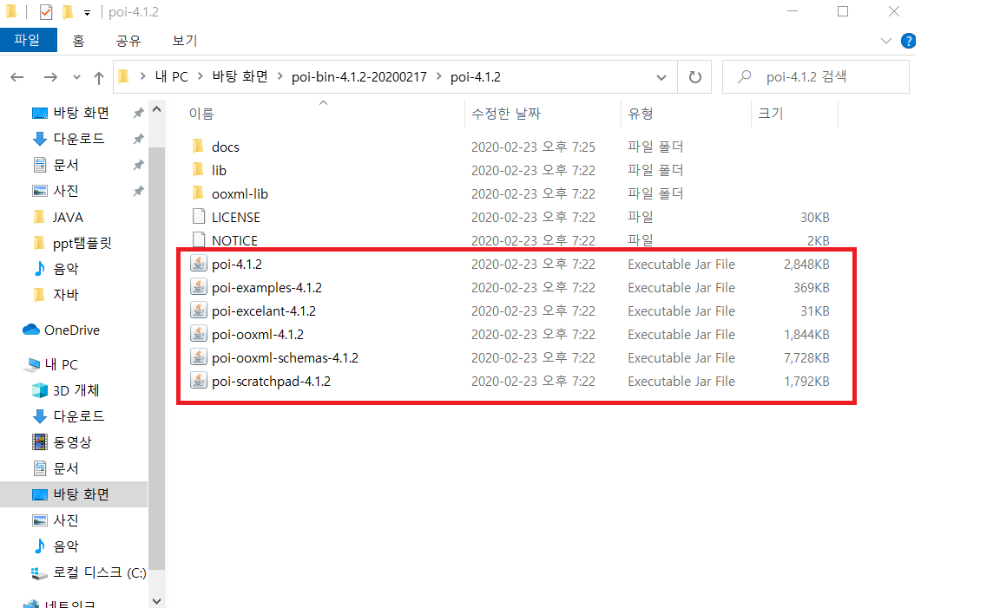 poi-4.1.2
파일 홈 공유 보기
내 PC 바탕 화면 poi-bin-4.1.2-20200217 poi-4.1.2 poi-4.1.2 검색
바탕 화면
다운로드
문서
사진
JAVA
ppt탬플릿
음악
자바
OneDrive
내 PC
3D 개체
다운로드
동영상
문서
바탕 화면
사진
음악
로컬 디스크 (C:)
네트워크
이름 수정한 날짜 유형 크기
docs 2020-02-23 오후 7:25 파일 폴더
lib 2020-02-23 오후 7:22 파일 폴더
ooxml-lib 2020-02-23 오후 7:22 파일 폴더
LICENSE 2020-02-23 오후 7:22 파일 30KB
NOTICE 2020-02-23 오후 7:22 파일 2KB
poi-4.1.2 2020-02-23 오후 7:22 Executable Jar File 2,848KB
poi-examples-4.1.2 2020-02-23 오후 7:22 Executable Jar File 369KB
poi-excelant-4.1.2 2020-02-23 오후 7:22 Executable Jar File 31KB
poi-ooxml-4.1.2 2020-02-23 오후 7:22 Executable Jar File 1,844KB
poi-ooxml-schemas-4.1.2 2020-02-23 오후 7:22 Executable Jar File 7,728KB
poi-scratchpad-4.1.2 2020-02-23 오후 7:22 Executable Jar File 1,792KB